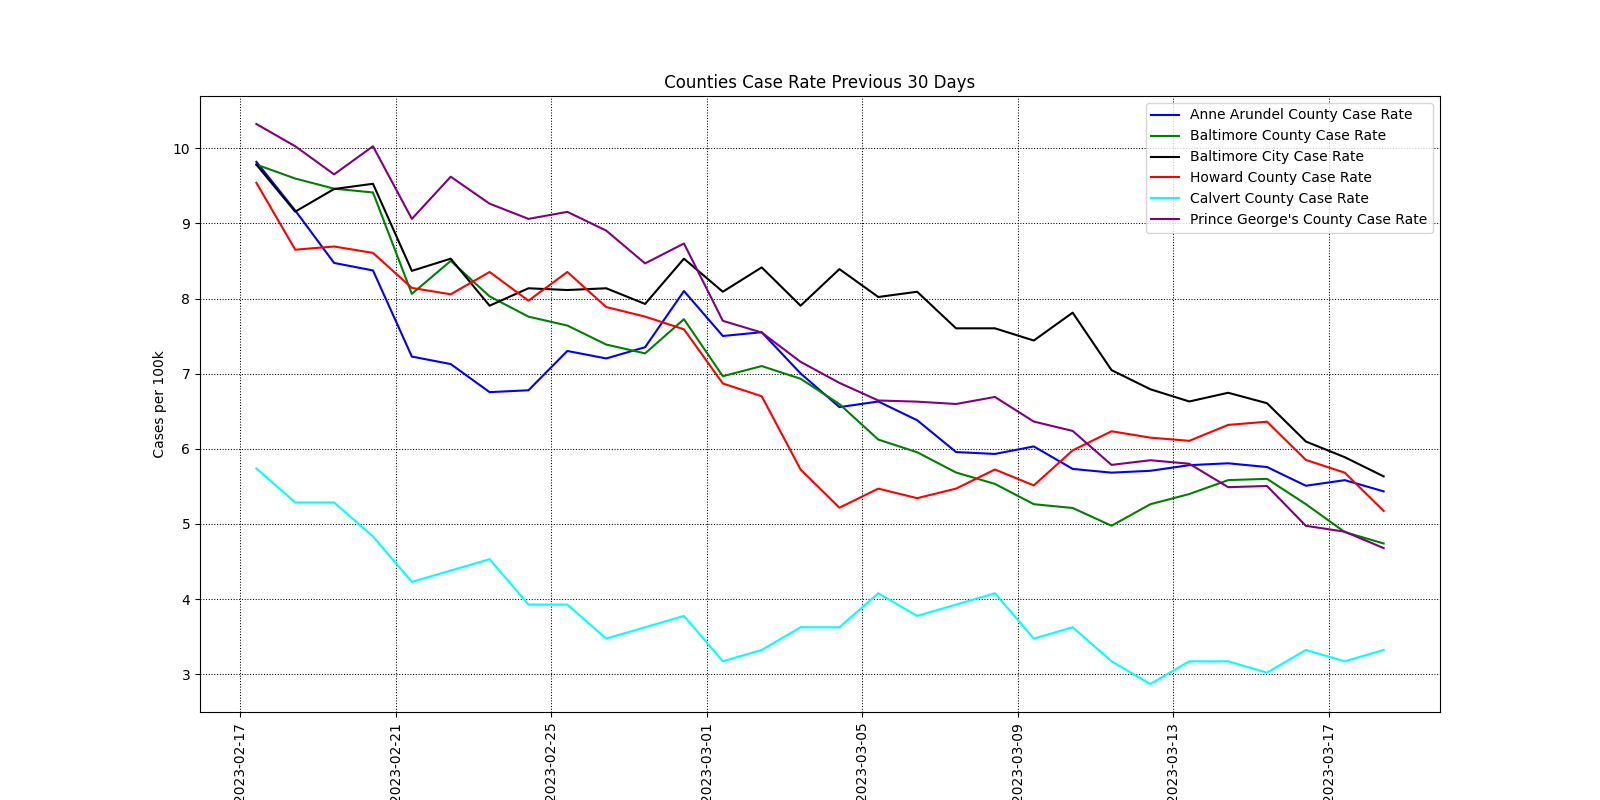 Counties Case Rate Previous 30 Days
Anne Arundel County Case Rate
Baltimore County Case Rate
Baltimore City Case Rate
Howard County Case Rate
Calvert County Case Rate
Prince George's County Case Rate
Cases per 100k
10
9
8
7
6
5
4
3
2023-02-17
2023-02-21
2023-02-25
2023-03-01
2023-03-05
2023-03-09
2023-03-13
2023-03-17